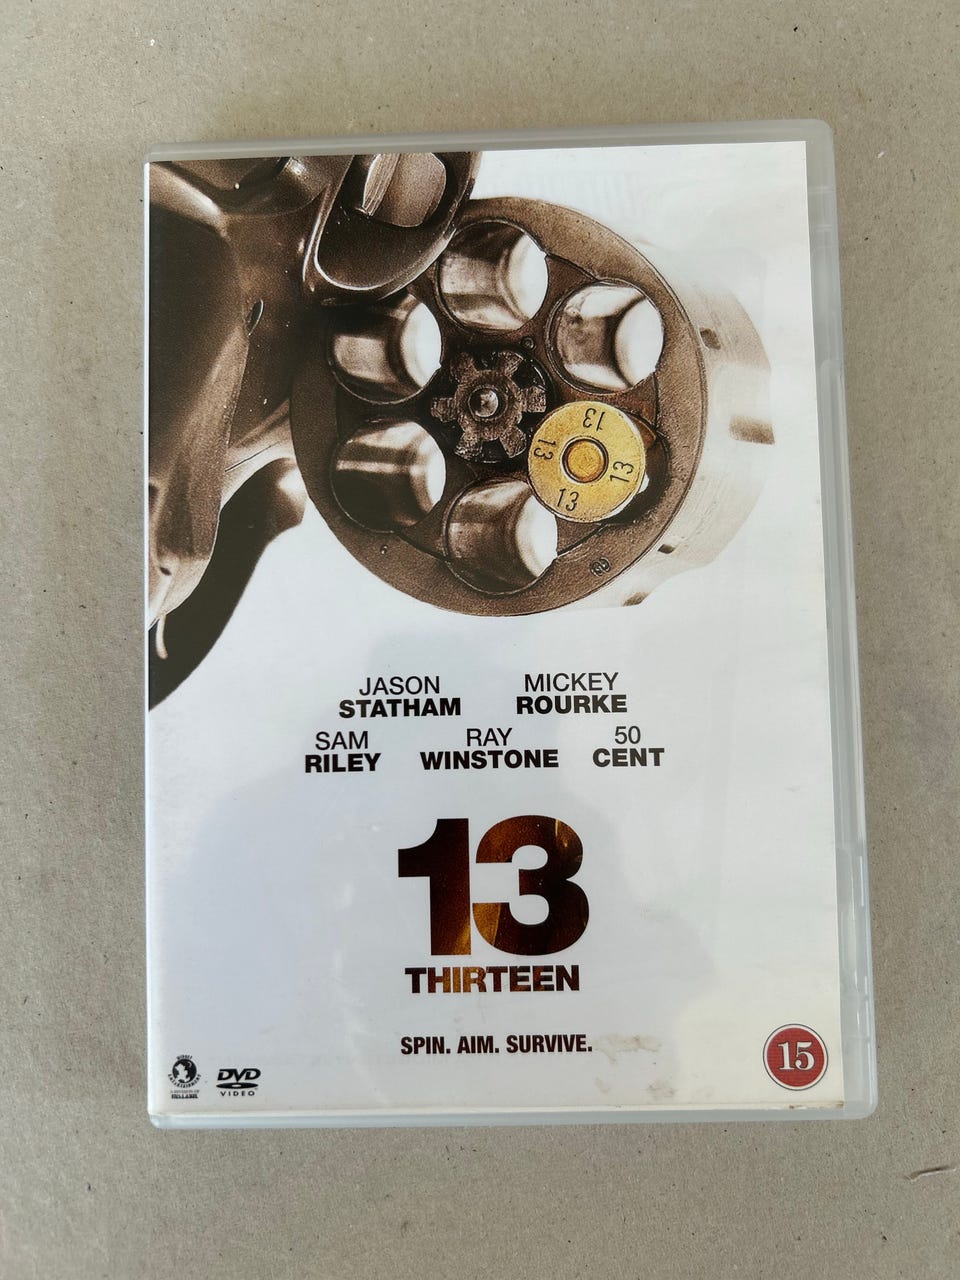 13
13
13
13
JASON STATHAM
MICKEY ROURKE
SAM RILEY
RAY WINSTONE
50 CENT
13
THIRTEEN
SPIN. AIM. SURVIVE.
ENTERTAINMENT
DVD
VIDEO
15